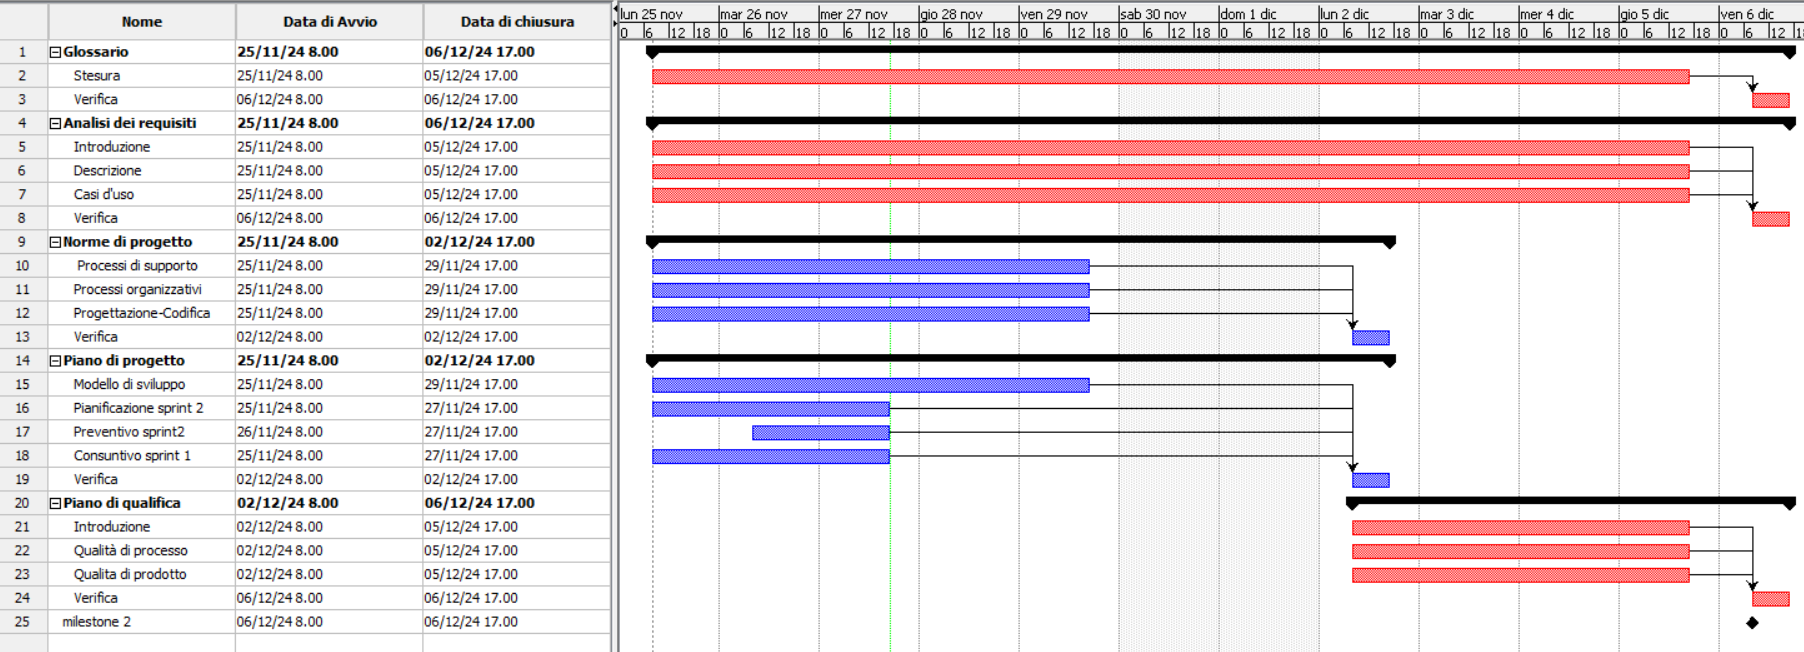 Nome Data di Avvio Data di chiusura lun 25 nov mar 26 nov mer 27 nov gio 28 nov ven 29 nov sab 30 nov dom 1 dic lun 2 dic mar 3 dic mer 4 dic gio 5 dic ven 6 dic
0 6 12 18 0 6 12 18 0 6 12 18 0 6 12 18 0 6 12 18 0 6 12 18 0 6 12 18 0 6 12 18 0 6 12 18 0 6 12 18 0 6 12 18 0 6 12
1 Glossario 25/11/24 8.00 06/12/24 17.00
2 Stesura 25/11/24 8.00 05/12/24 17.00
3 Verifica 06/12/24 8.00 06/12/24 17.00
4 Analisi dei requisiti 25/11/24 8.00 06/12/24 17.00
5 Introduzione 25/11/24 8.00 05/12/24 17.00
6 Descrizione 25/11/24 8.00 05/12/24 17.00
7 Casi d'uso 25/11/24 8.00 05/12/24 17.00
8 Verifica 06/12/24 8.00 06/12/24 17.00
9 Norme di progetto 25/11/24 8.00 02/12/24 17.00
10 Processi di supporto 25/11/24 8.00 29/11/24 17.00
11 Processi organizzativi 25/11/24 8.00 29/11/24 17.00
12 Progettazione-Codifica 25/11/24 8.00 29/11/24 17.00
13 Verifica 02/12/24 8.00 02/12/24 17.00
14 Piano di progetto 25/11/24 8.00 02/12/24 17.00
15 Modello di sviluppo 25/11/24 8.00 29/11/24 17.00
16 Pianificazione sprint 2 25/11/24 8.00 27/11/24 17.00
17 Preventivo sprint2 26/11/24 8.00 27/11/24 17.00
18 Consuntivo sprint 1 25/11/24 8.00 27/11/24 17.00
19 Verifica 02/12/24 8.00 02/12/24 17.00
20 Piano di qualifica 02/12/24 8.00 06/12/24 17.00
21 Introduzione 02/12/24 8.00 05/12/24 17.00
22 Qualità di processo 02/12/24 8.00 05/12/24 17.00
23 Qualita di prodotto 02/12/24 8.00 05/12/24 17.00
24 Verifica 06/12/24 8.00 06/12/24 17.00
25 milestone 2 06/12/24 8.00 06/12/24 17.00